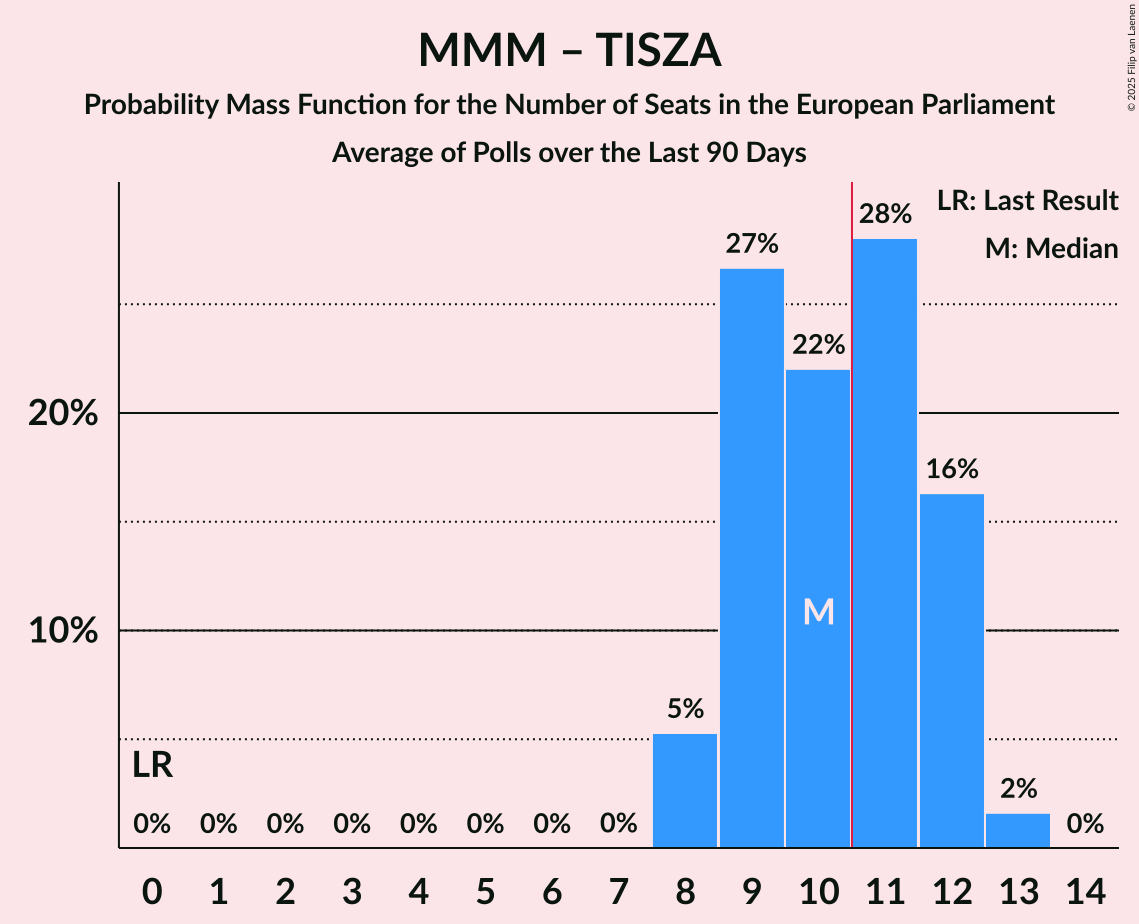 MMM – TISZA
Probability Mass Function for the Number of Seats in the European Parliament
Average of Polls over the Last 90 Days
© 2025 Filip van Laenen
LR: Last Result
M: Median
28%
27%
22%
20%
16%
M
10%
5%
LR
2%
0% 0% 0% 0% 0% 0% 0% 0% 0%
0 1 2 3 4 5 6 7 8 9 10 11 12 13 14